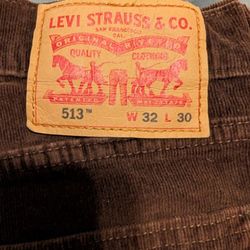 LEVI STRAUSS & CO.
SAN FRANCISCO
CAL.
ORIGINAL RIVETED
QUALITY CLOTHING
513™ W 32 L 30